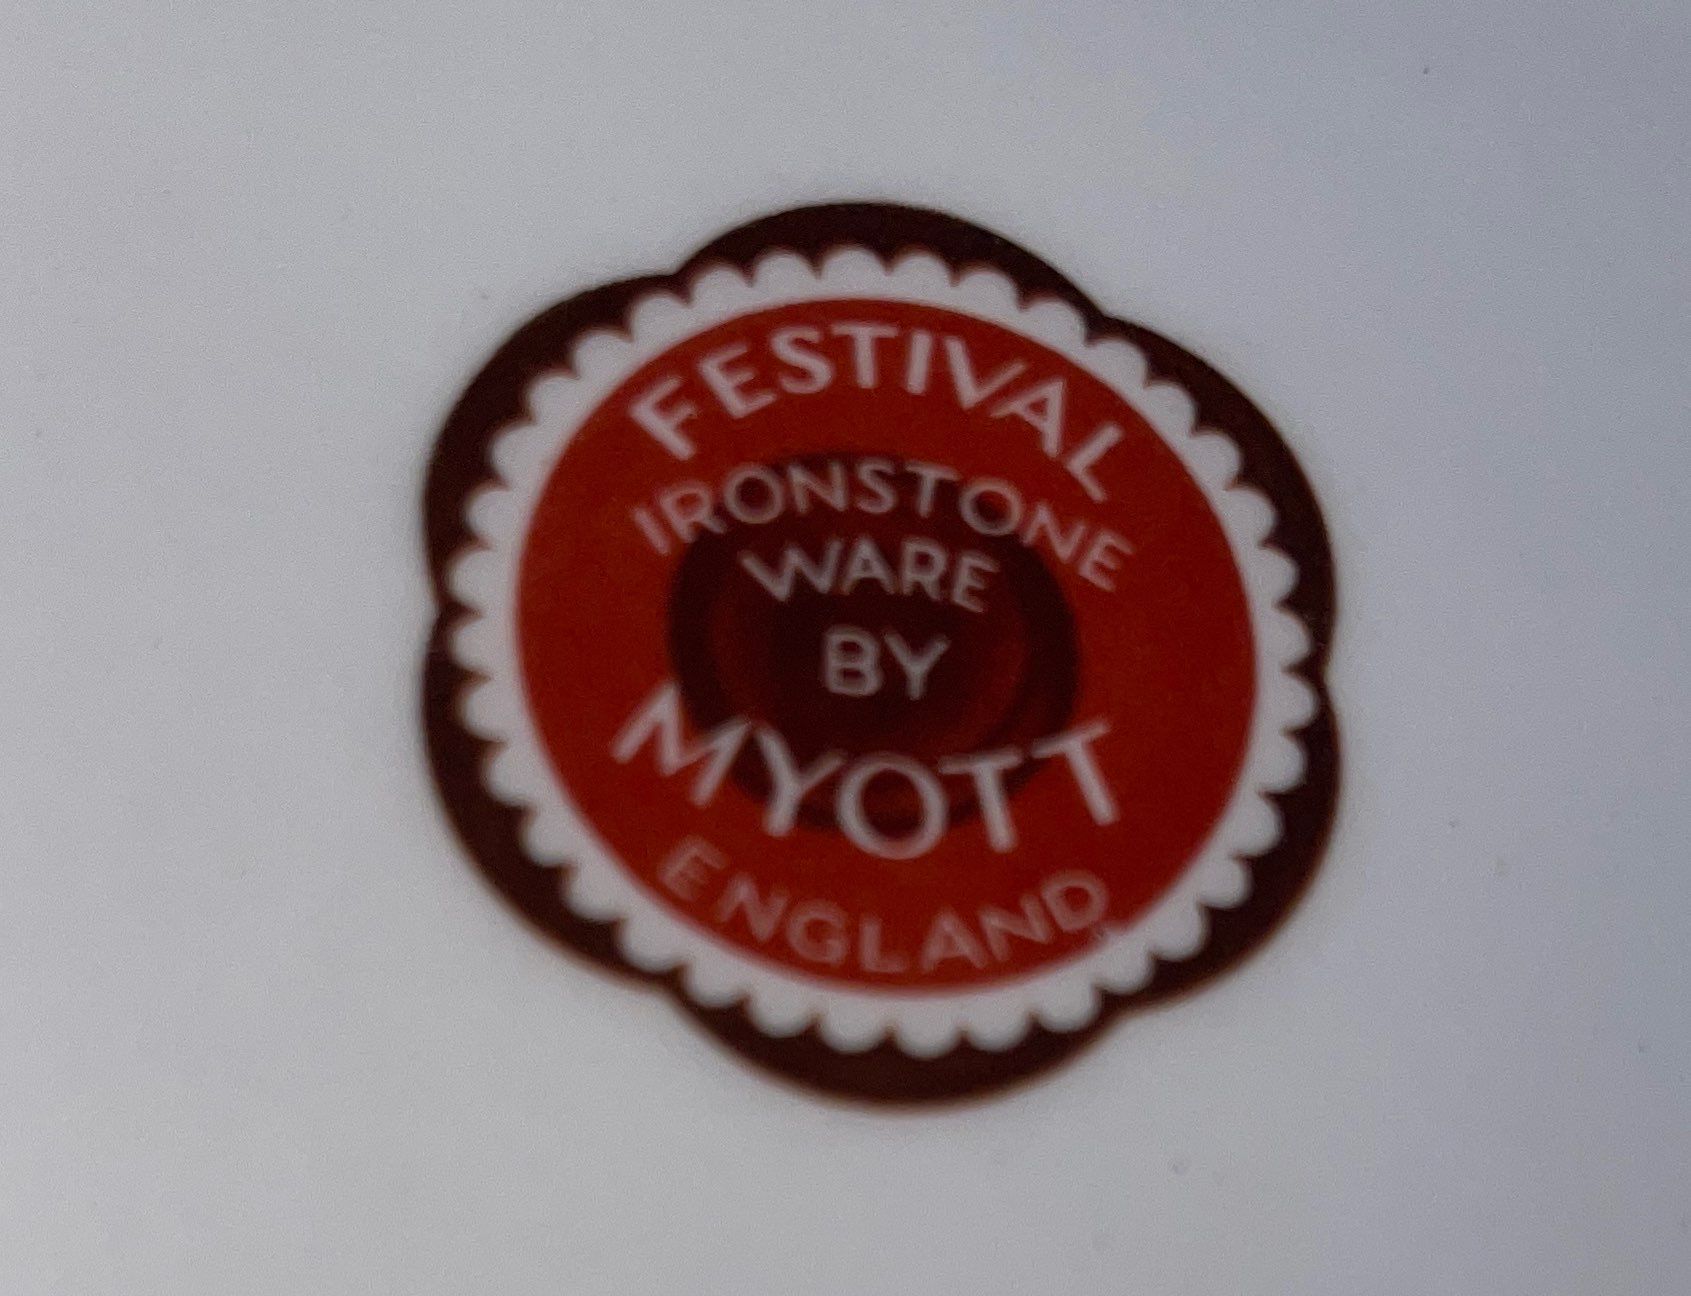 FESTIVAL
IRONSTONE
WARE
BY
MYOTT
ENGLAND